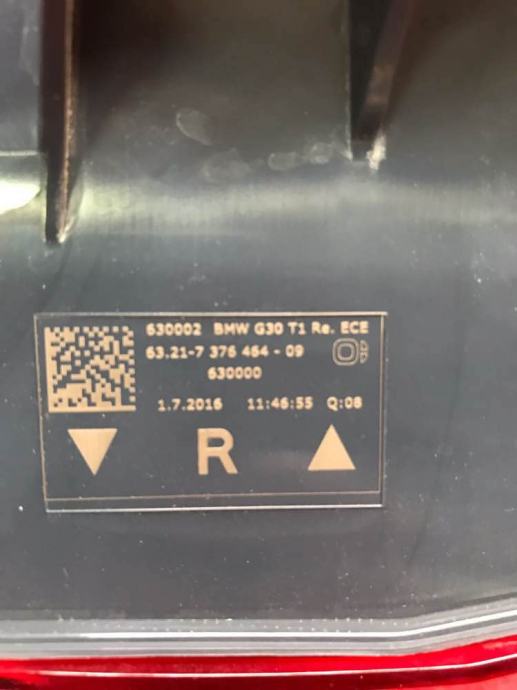 630002 BMW G30 T1 Re. ECE
63.21-7 376 464 - 09
630000
1.7.2016 11:46:55 Q:08
R